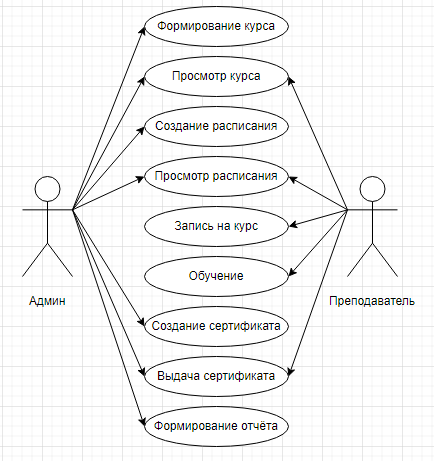 Формирование курса
Просмотр курса
Создание расписания
Просмотр расписания
Запись на курс
Обучение
Админ
Преподаватель
Создание сертификата
Выдача сертификата
Формирование отчёта